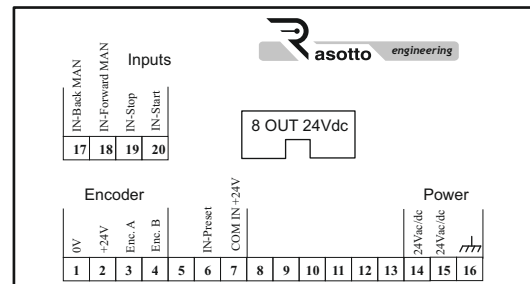 Rasotto engineering
Inputs
IN-Back MAN
IN-Forward MAN
IN-Stop
IN-Start
17 18 19 20
8 OUT 24Vdc
Encoder
Power
0V
+24V
Enc. A
Enc. B
IN-Preset
COM IN +24V
24Vac/dc
24Vac/dc
1 2 3 4 5 6 7 8 9 10 11 12 13 14 15 16